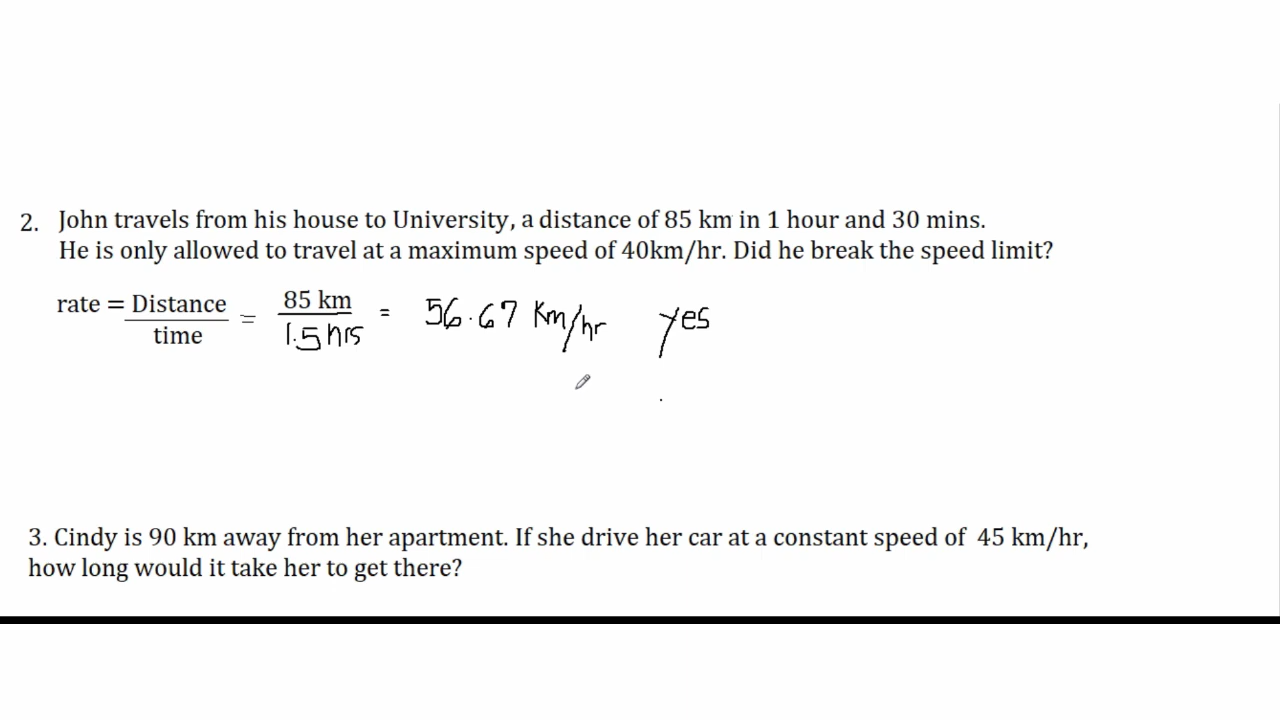 2. John travels from his house to University, a distance of 85 km in 1 hour and 30 mins.
He is only allowed to travel at a maximum speed of 40km/hr. Did he break the speed limit?
rate = Distance / time = 85 km / 1.5 hrs = 56.67 Km/hr yes
3. Cindy is 90 km away from her apartment. If she drive her car at a constant speed of 45 km/hr,
how long would it take her to get there?